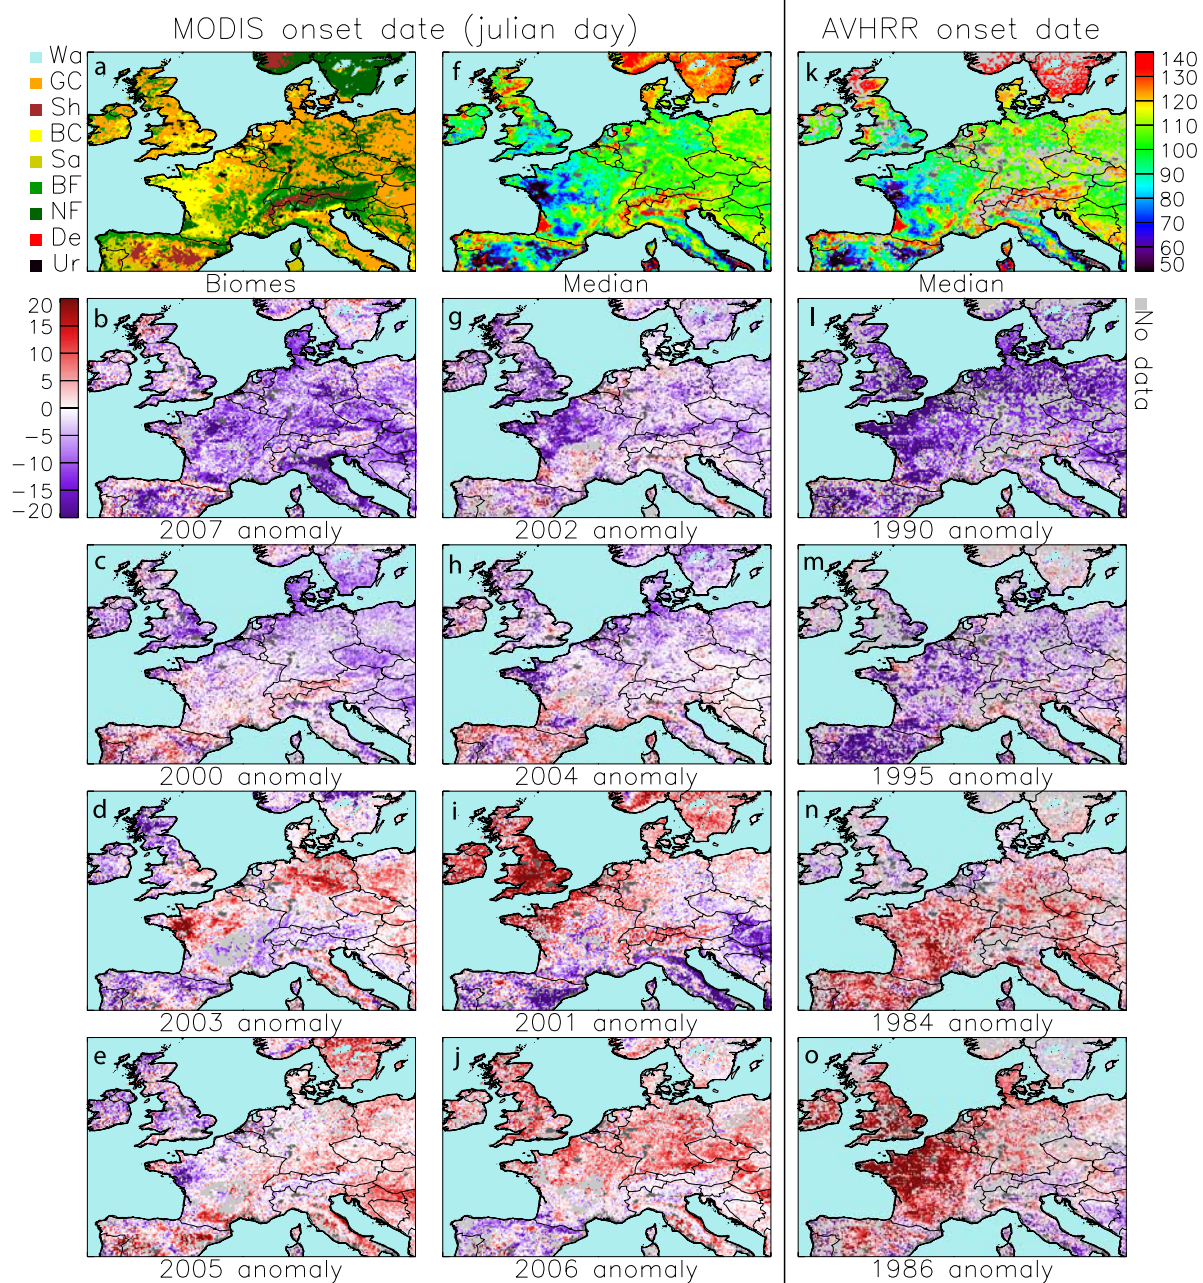 MODIS onset date (julian day)
AVHRR onset date
Wa
GC
Sh
BC
Sa
BF
NF
De
Ur
a
f
k
140
130
120
110
100
90
80
70
60
50
Biomes
Median
Median
20
15
10
5
0
−5
−10
−15
−20
b
g
l
No data
2007 anomaly
2002 anomaly
1990 anomaly
c
h
m
2000 anomaly
2004 anomaly
1995 anomaly
d
i
n
2003 anomaly
2001 anomaly
1984 anomaly
e
j
o
2005 anomaly
2006 anomaly
1986 anomaly